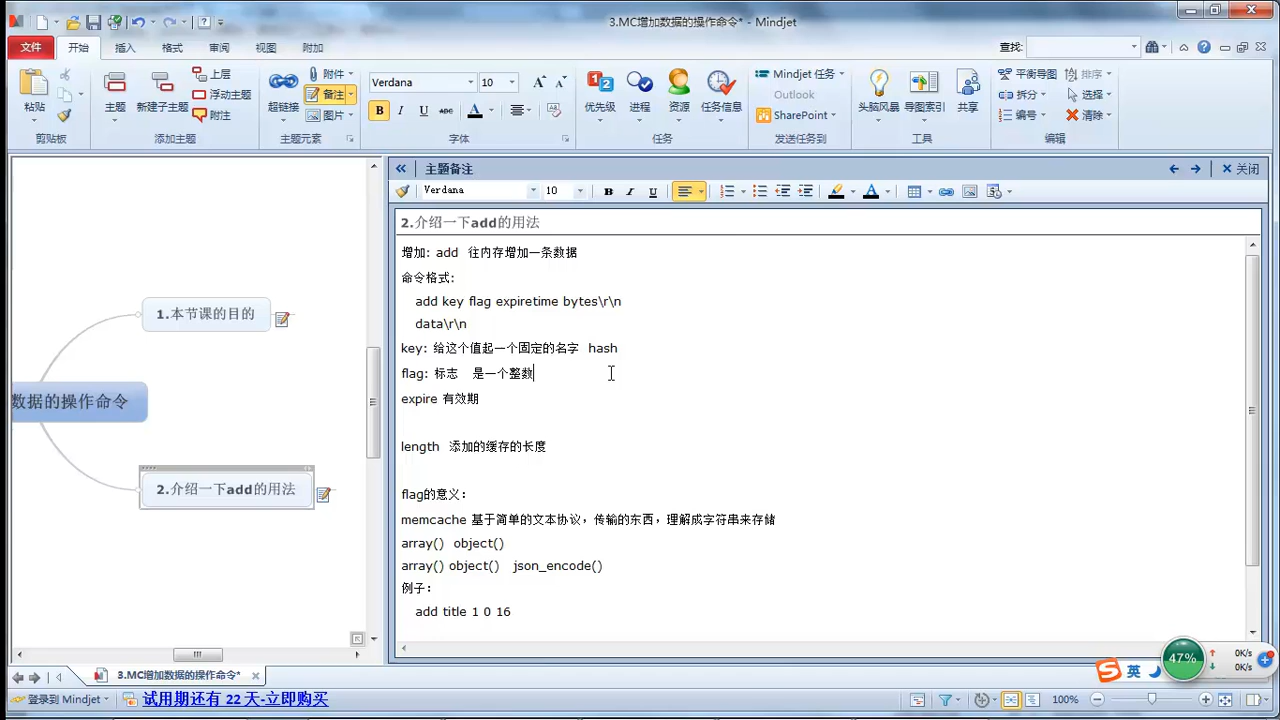 3.MC增加数据的操作命令* - Mindjet
文件 开始 插入 格式 审阅 视图 附加 查找:
粘贴 主题 新建子主题 上层 浮动主题 附注 超链接 附件 备注 图片 Verdana 10 优先级 进程 资源 任务信息 Mindjet 任务 Outlook SharePoint 头脑风暴 导图索引 共享 平衡导图 拆分 编号 排序 选择 清除
剪贴板 添加主题 主题元素 字体 任务 发送任务到 工具 编辑
主题备注 关闭
Verdana 10
2.介绍一下add的用法
增加: add 往内存增加一条数据
命令格式:
add key flag expiretime bytes\r\n
data\r\n
key: 给这个值起一个固定的名字 hash
flag: 标志 是一个整数
expire 有效期
length 添加的缓存的长度
flag的意义：
memcache 基于简单的文本协议，传输的东西，理解成字符串来存储
array() object()
array() object() json_encode()
例子：
add title 1 0 16
1.本节课的目的
数据的操作命令
2.介绍一下add的用法
3.MC增加数据的操作命令*
登录到 Mindjet 试用期还有 22 天-立即购买 100%
英 47% 0K/s
0K/s